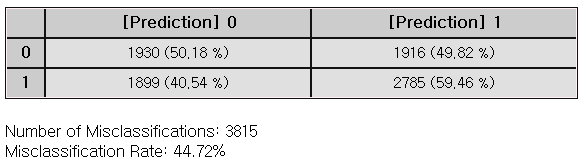 [Prediction] 0 [Prediction] 1
0 1930 (50.18 %) 1916 (49.82 %)
1 1899 (40.54 %) 2785 (59.46 %)
Number of Misclassifications: 3815
Misclassification Rate: 44.72%